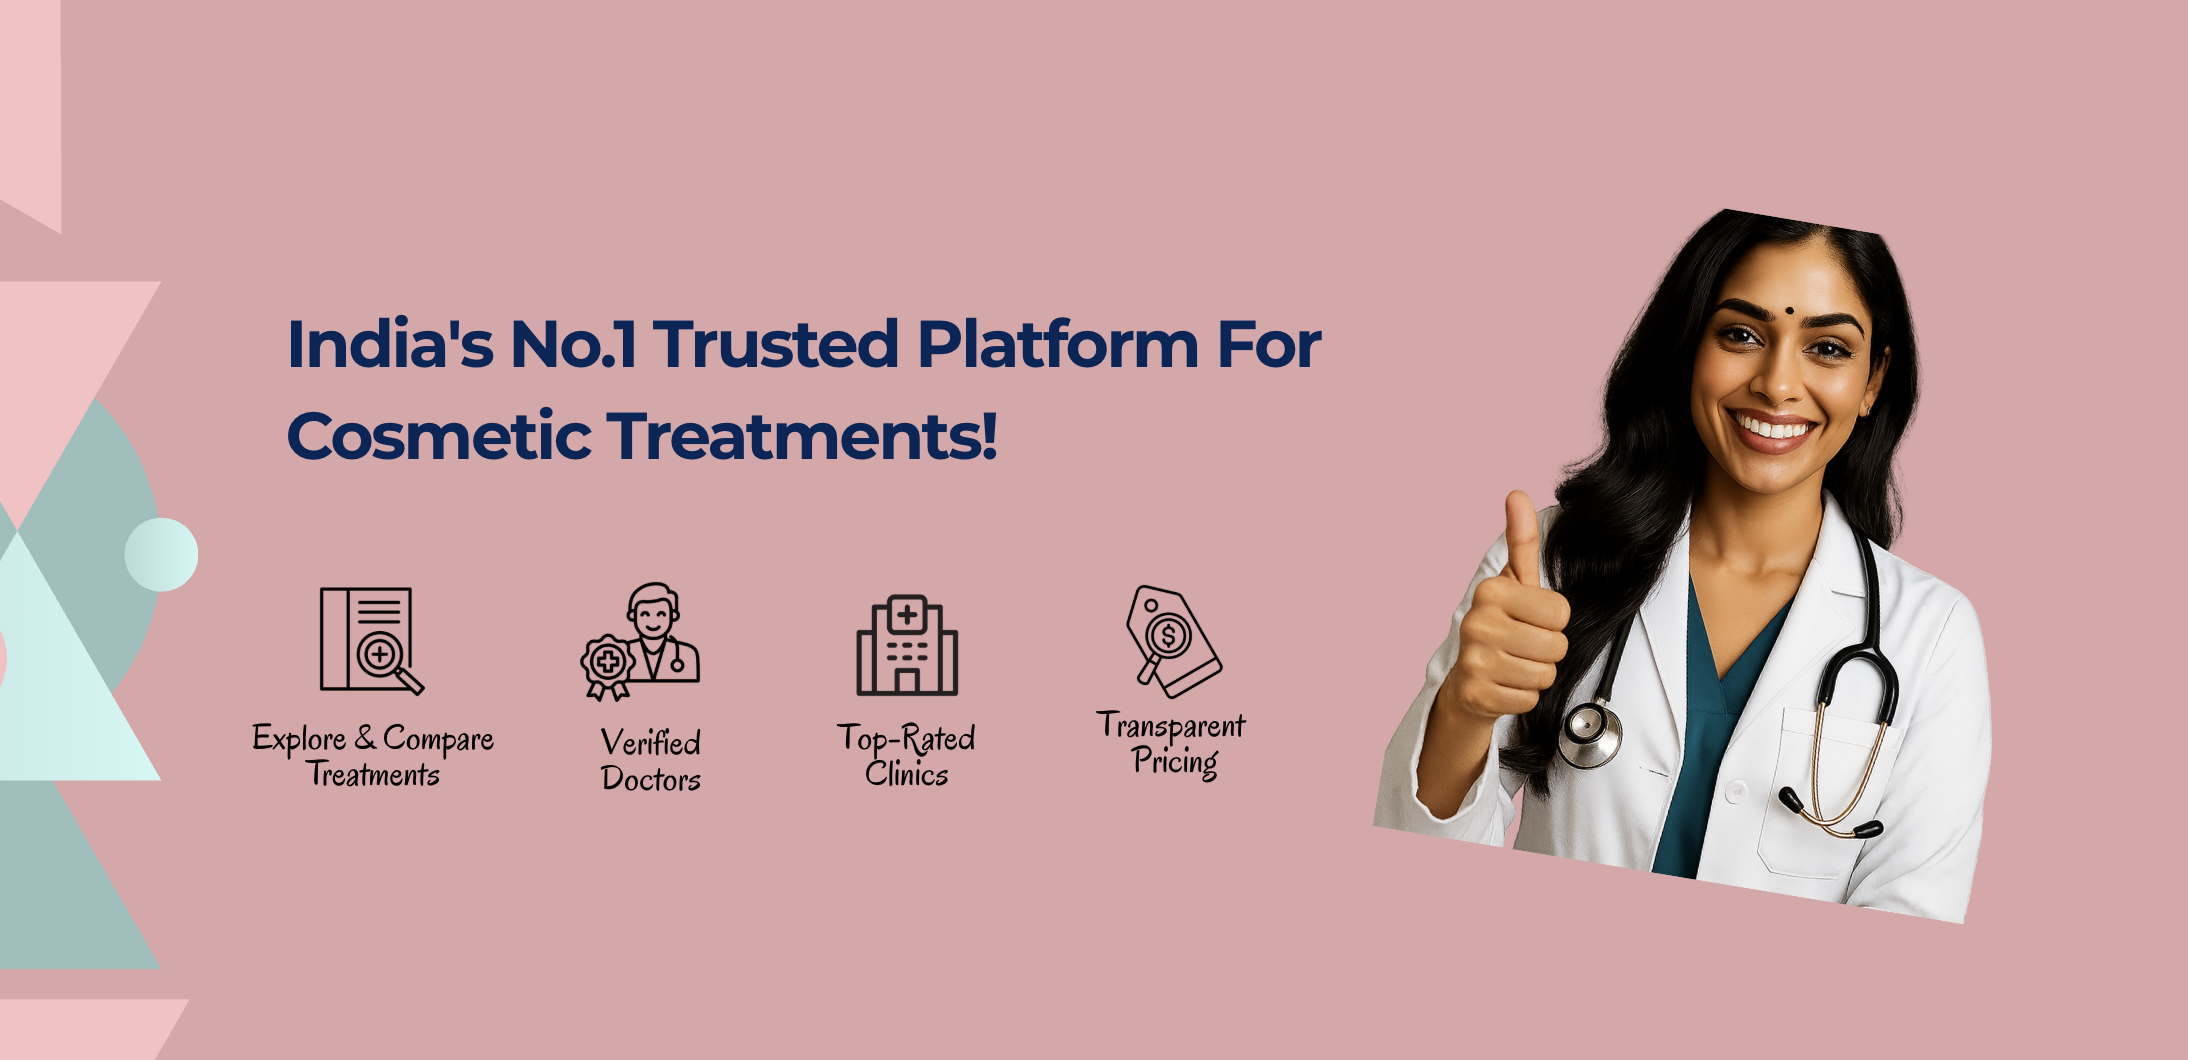 India's No.1 Trusted Platform For
Cosmetic Treatments!
Explore & Compare
Treatments
Verified
Doctors
Top-Rated
Clinics
Transparent
Pricing